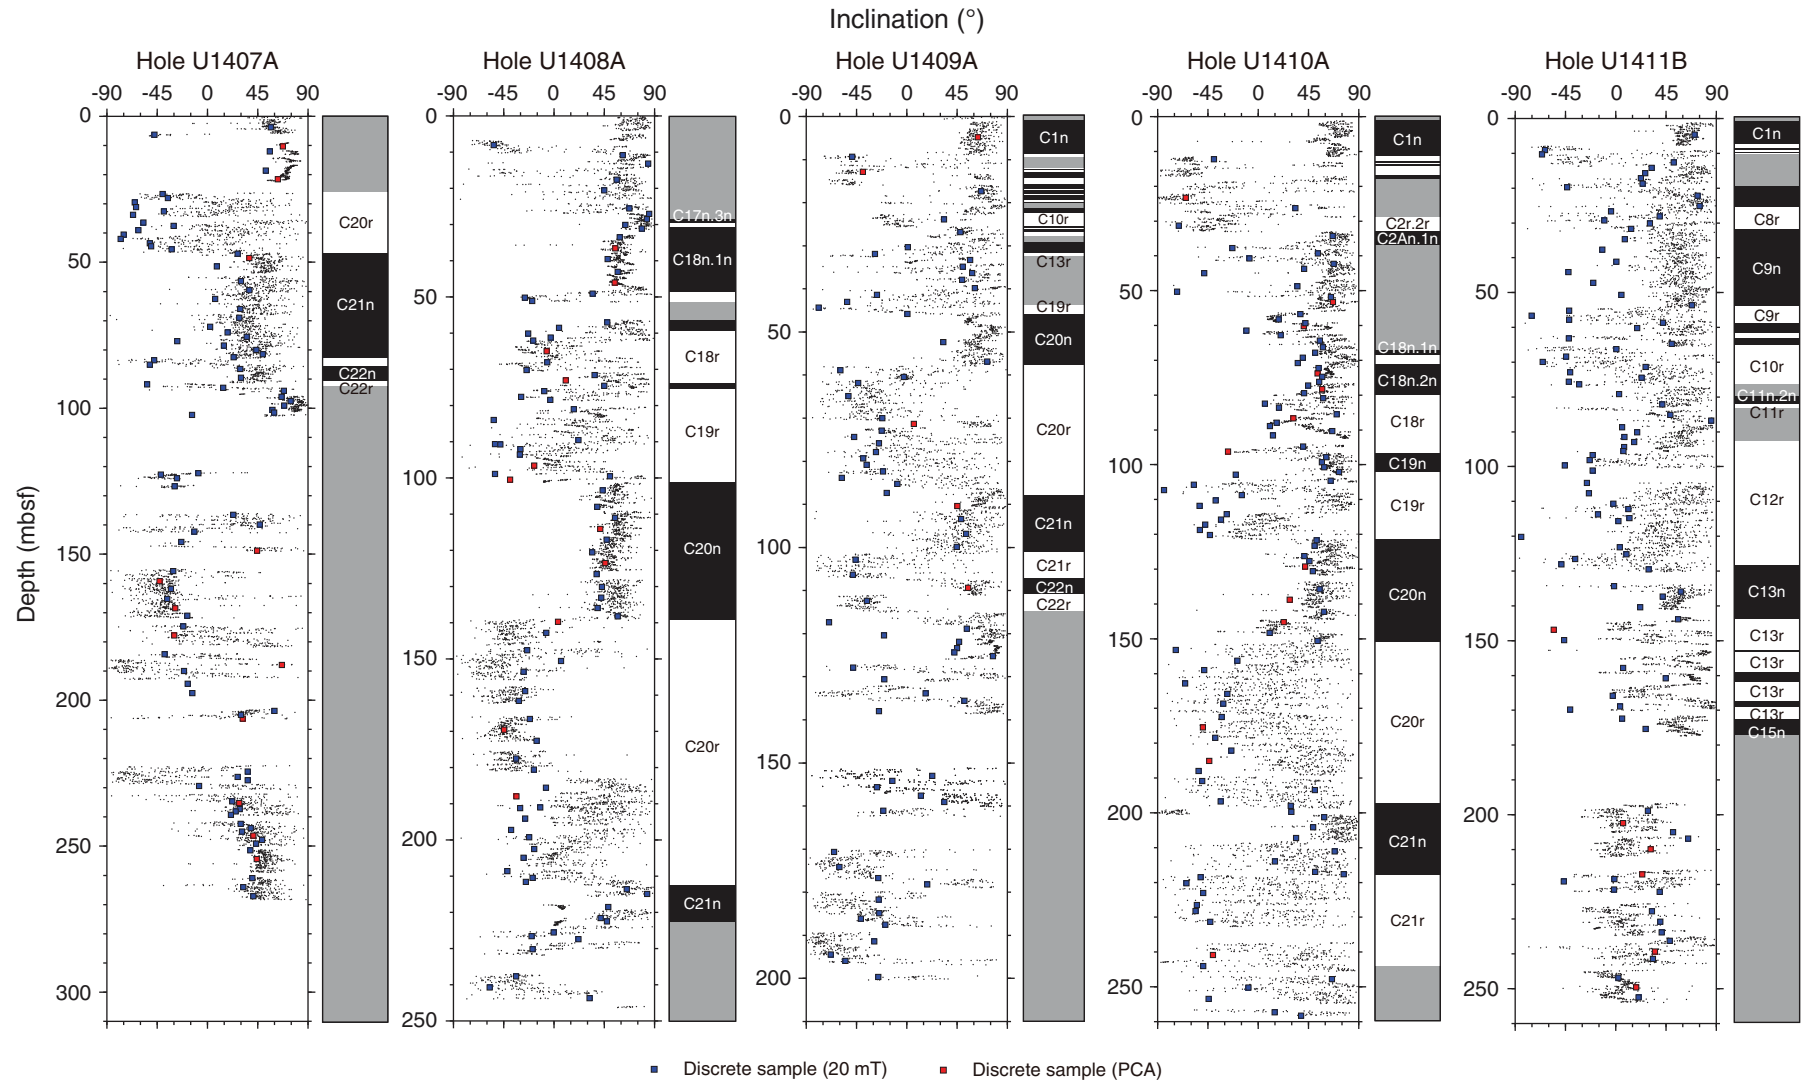 Inclination (°)
Hole U1407A
Hole U1408A
Hole U1409A
Hole U1410A
Hole U1411B
-90 -45 0 45 90
-90 -45 0 45 90
-90 -45 0 45 90
-90 -45 0 45 90
-90 -45 0 45 90
Depth (mbsf)
0
50
100
150
200
250
300
C20r
C21n
C22n
C22r
0
50
100
150
200
250
C17n.3n
C18n.1n
C18r
C19r
C20n
C20r
C21n
0
50
100
150
200
C1n
C10r
C13r
C19r
C20n
C20r
C21n
C21r
C22n
C22r
0
50
100
150
200
250
C1n
C2r.2r
C2An.1n
C18n.1n
C18n.2n
C18r
C19n
C19r
C20n
C20r
C21n
C21r
0
50
100
150
200
250
C1n
C8r
C9n
C9r
C10r
C11n.2n
C11r
C12r
C13n
C13r
C13r
C13r
C13r
C15n
Discrete sample (20 mT)
Discrete sample (PCA)